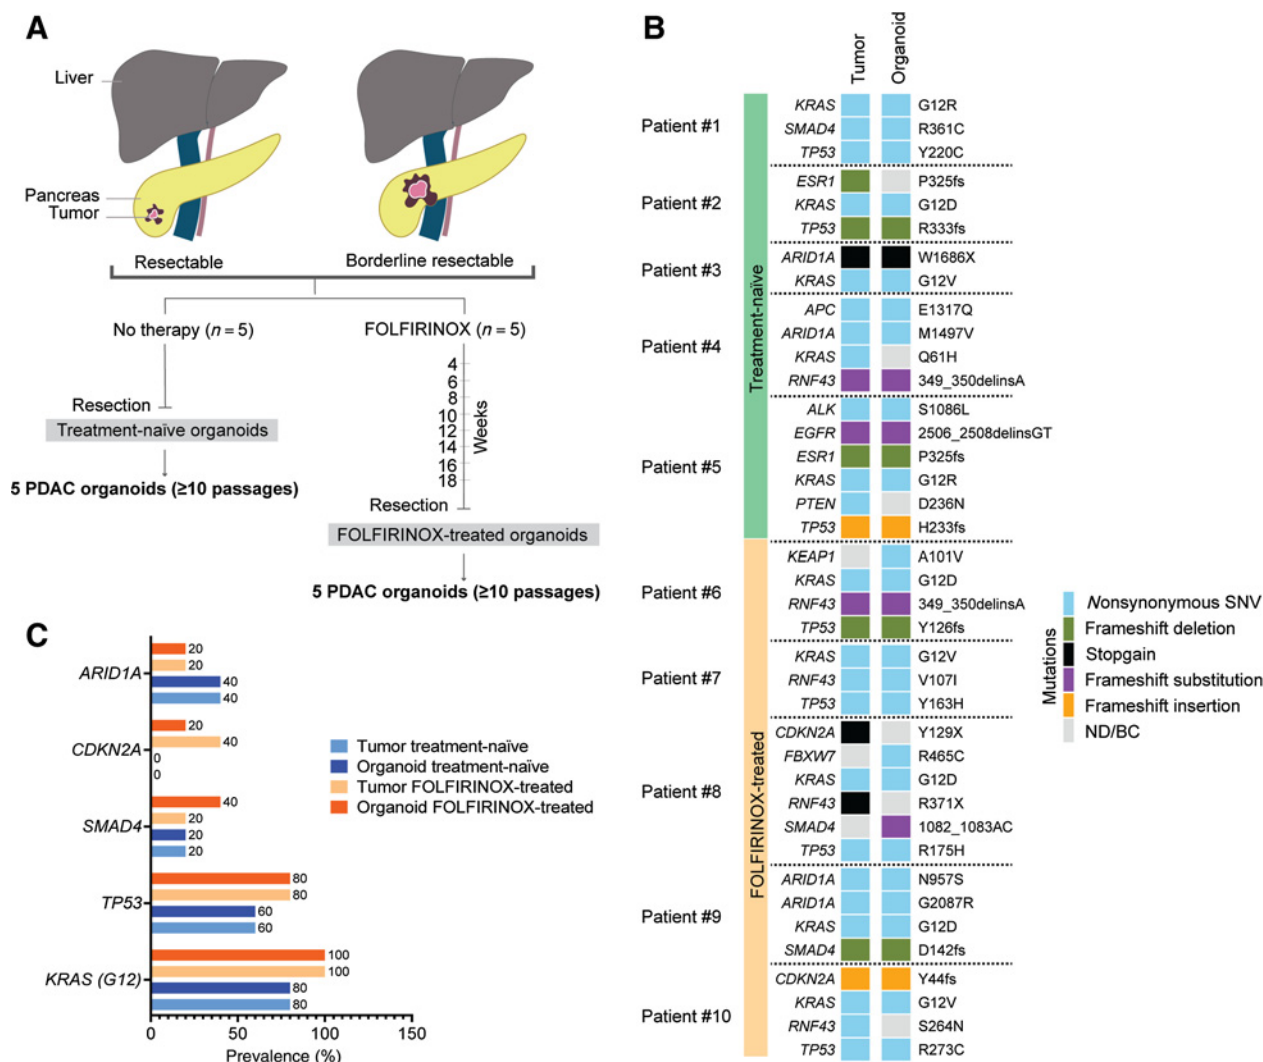 A
Liver
Pancreas
Tumor
Resectable
Borderline resectable
No therapy (n = 5)
FOLFIRINOX (n = 5)
4
6
8
10
12
14
16
18
Weeks
Resection
Treatment-naïve organoids
5 PDAC organoids (≥10 passages)
Resection
FOLFIRINOX-treated organoids
5 PDAC organoids (≥10 passages)
B
Tumor
Organoid
Treatment-naïve
Patient #1
KRAS G12R
SMAD4 R361C
TP53 Y220C
Patient #2
ESR1 P325fs
KRAS G12D
TP53 R333fs
Patient #3
ARID1A W1686X
KRAS G12V
Patient #4
APC E1317Q
ARID1A M1497V
KRAS Q61H
RNF43 349_350delinsA
Patient #5
ALK S1086L
EGFR 2506_2508delinsGT
ESR1 P325fs
KRAS G12R
PTEN D236N
TP53 H233fs
FOLFIRINOX-treated
Patient #6
KEAP1 A101V
KRAS G12D
RNF43 349_350delinsA
TP53 Y126fs
Patient #7
KRAS G12V
RNF43 V107I
TP53 Y163H
Patient #8
CDKN2A Y129X
FBXW7 R465C
KRAS G12D
RNF43 R371X
SMAD4 1082_1083AC
TP53 R175H
Patient #9
ARID1A N957S
ARID1A G2087R
KRAS G12D
SMAD4 D142fs
Patient #10
CDKN2A Y44fs
KRAS G12V
RNF43 S264N
TP53 R273C
Mutations
Nonsynonymous SNV
Frameshift deletion
Stopgain
Frameshift substitution
Frameshift insertion
ND/BC
C
ARID1A
20
20
40
40
CDKN2A
20
40
0
0
SMAD4
40
20
20
20
TP53
80
80
60
60
KRAS (G12)
100
100
80
80
0 50 100 150
Prevalence (%)
Tumor treatment-naïve
Organoid treatment-naïve
Tumor FOLFIRINOX-treated
Organoid FOLFIRINOX-treated